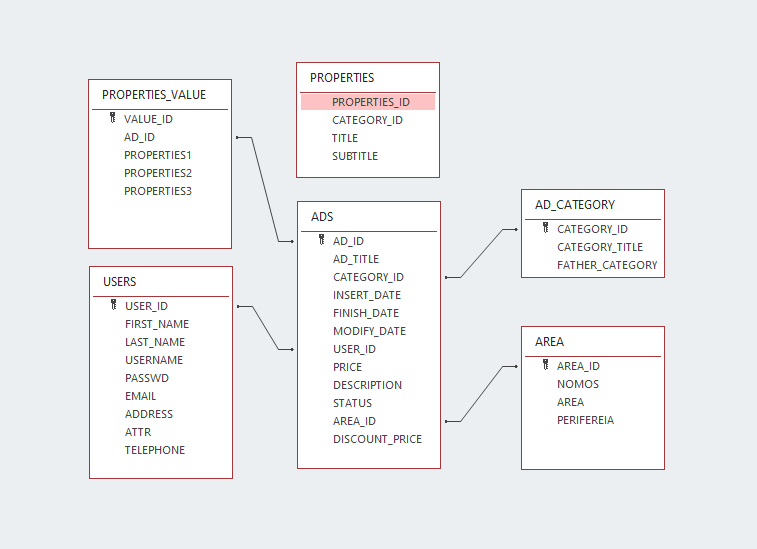 PROPERTIES_VALUE
VALUE_ID
AD_ID
PROPERTIES1
PROPERTIES2
PROPERTIES3
PROPERTIES
PROPERTIES_ID
CATEGORY_ID
TITLE
SUBTITLE
USERS
USER_ID
FIRST_NAME
LAST_NAME
USERNAME
PASSWD
EMAIL
ADDRESS
ATTR
TELEPHONE
ADS
AD_ID
AD_TITLE
CATEGORY_ID
INSERT_DATE
FINISH_DATE
MODIFY_DATE
USER_ID
PRICE
DESCRIPTION
STATUS
AREA_ID
DISCOUNT_PRICE
AD_CATEGORY
CATEGORY_ID
CATEGORY_TITLE
FATHER_CATEGORY
AREA
AREA_ID
NOMOS
AREA
PERIFEREIA